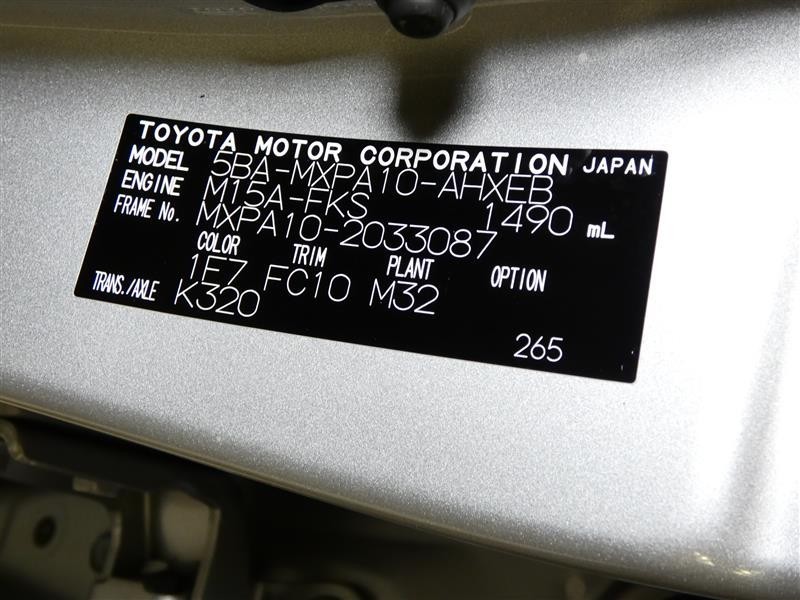 TOYOTA MOTOR CORPORATION JAPAN
MODEL 5BA-MXPA10-AHXEB
ENGINE M15A-FKS 1490 mL
FRAME No. MXPA10-2033087
COLOR TRIM PLANT OPTION
1E7 FC10 M32
TRANS./AXLE K320
265